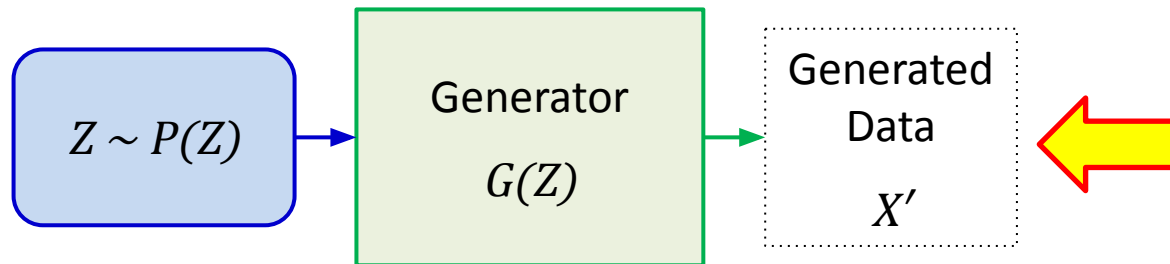 Z ~ P(Z)
Generator
G(Z)
Generated
Data
X′